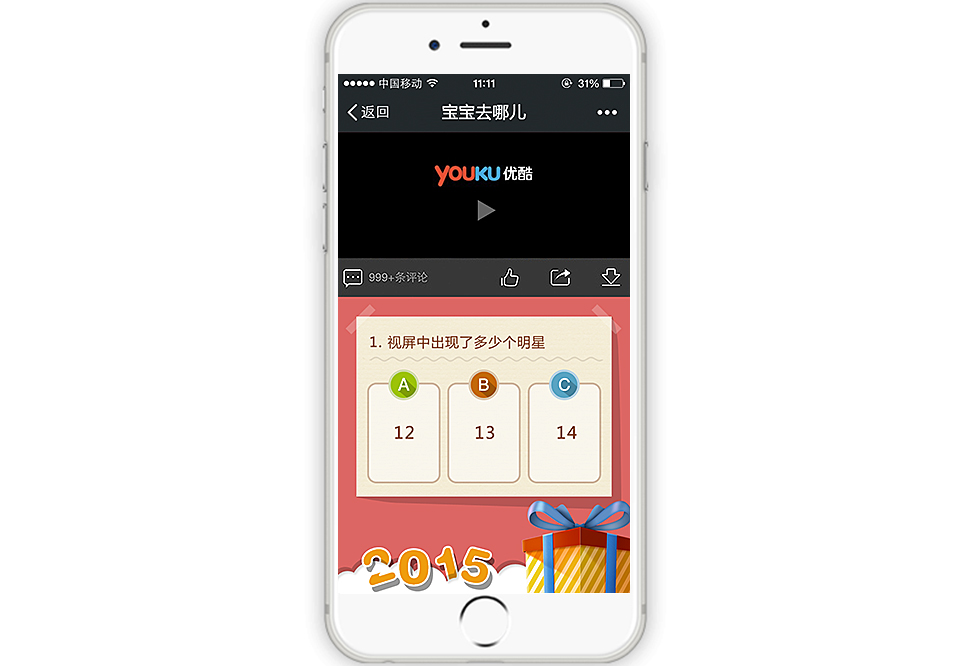 中国移动 11:11 31%
返回 宝宝去哪儿
YOUKU 优酷
999+条评论
1. 视屏中出现了多少个明星
A B C
12 13 14
2015